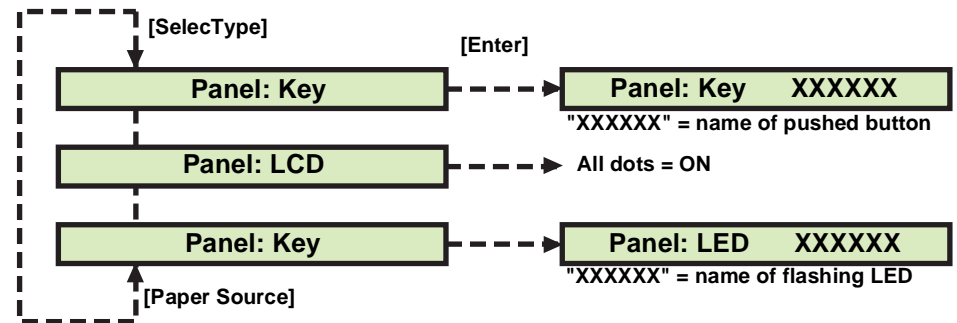 [SelecType]
[Enter]
Panel: Key
Panel: Key XXXXXX
"XXXXXX" = name of pushed button
Panel: LCD
All dots = ON
Panel: Key
Panel: LED XXXXXX
"XXXXXX" = name of flashing LED
[Paper Source]